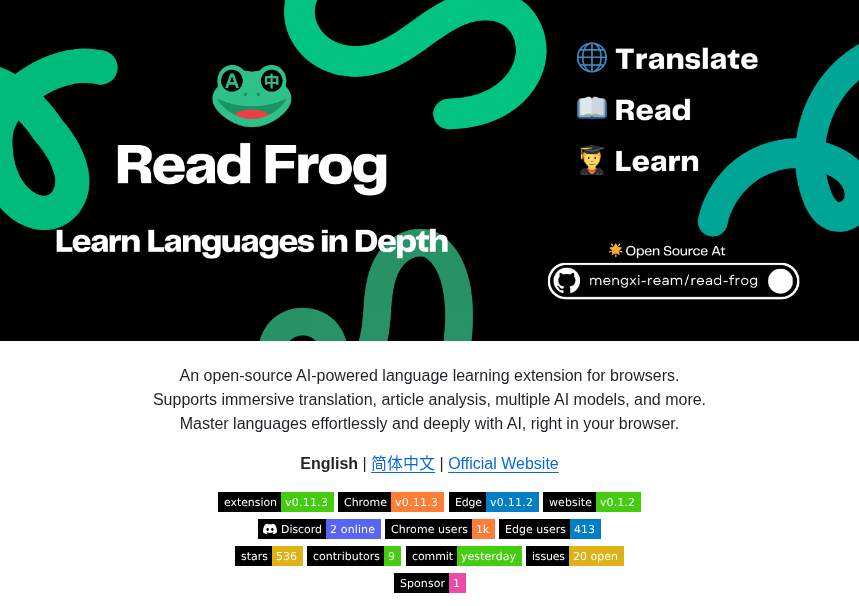 A 中
Read Frog
Learn Languages in Depth
Translate
Read
Learn
Open Source At
mengxi-ream/read-frog
An open-source AI-powered language learning extension for browsers.
Supports immersive translation, article analysis, multiple AI models, and more.
Master languages effortlessly and deeply with AI, right in your browser.
English | 简体中文 | Official Website
extension v0.11.3 Chrome v0.11.3 Edge v0.11.2 website v0.1.2
Discord 2 online Chrome users 1k Edge users 413
stars 536 contributors 9 commit yesterday issues 20 open
Sponsor 1